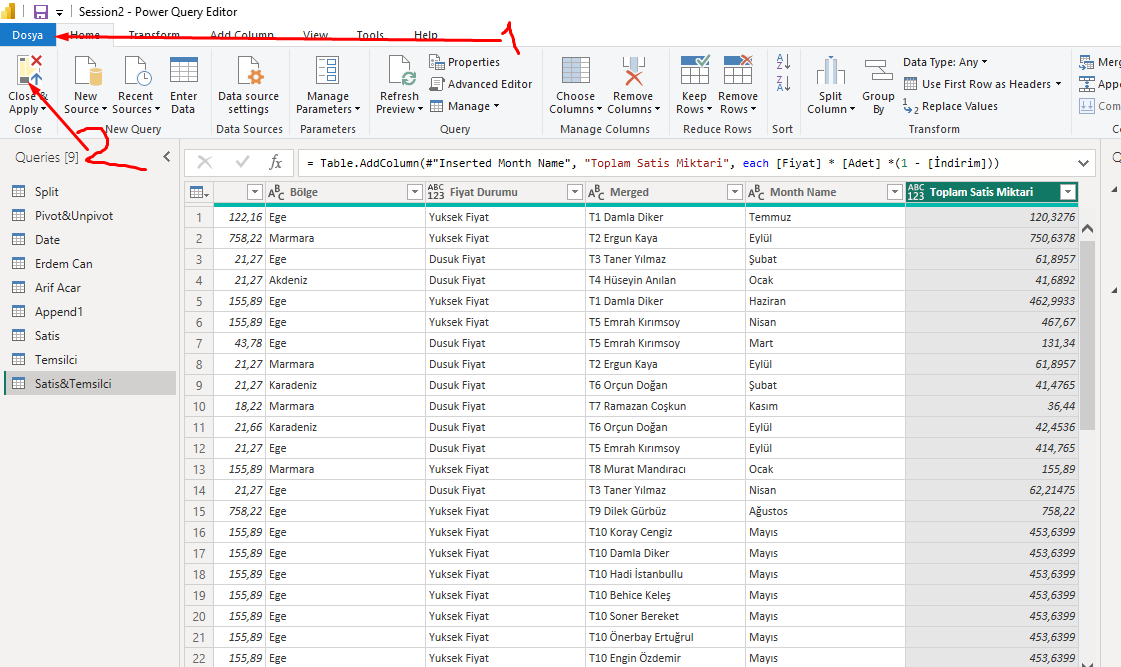 Session2 - Power Query Editor
Dosya Home Transform Add Column View Tools Help
1
Close & Apply
New Source
Recent Sources
Enter Data
Data source settings
Manage Parameters
Refresh Preview
Properties
Advanced Editor
Manage
Choose Columns
Remove Columns
Keep Rows
Remove Rows
Split Column
Group By
Data Type: Any
Use First Row as Headers
Replace Values
Merg
Appe
Com
Close New Query Data Sources Parameters Query Manage Columns Reduce Rows Sort Transform
2
Queries [9]
= Table.AddColumn(#"Inserted Month Name", "Toplam Satis Miktari", each [Fiyat] * [Adet] *(1 - [İndirim]))
Split
Pivot&Unpivot
Date
Erdem Can
Arif Acar
Append1
Satis
Temsilci
Satis&Temsilci
Bölge Fiyat Durumu Merged Month Name Toplam Satis Miktari
1 122,16 Ege Yuksek Fiyat T1 Damla Diker Temmuz 120,3276
2 758,22 Marmara Yuksek Fiyat T2 Ergun Kaya Eylül 750,6378
3 21,27 Ege Dusuk Fiyat T3 Taner Yılmaz Şubat 61,8957
4 21,27 Akdeniz Dusuk Fiyat T4 Hüseyin Anılan Ocak 41,6892
5 155,89 Ege Yuksek Fiyat T1 Damla Diker Haziran 462,9933
6 155,89 Ege Yuksek Fiyat T5 Emrah Kırımsoy Nisan 467,67
7 43,78 Ege Dusuk Fiyat T5 Emrah Kırımsoy Mart 131,34
8 21,27 Marmara Dusuk Fiyat T2 Ergun Kaya Eylül 61,8957
9 21,27 Karadeniz Dusuk Fiyat T6 Orçun Doğan Şubat 41,4765
10 18,22 Marmara Dusuk Fiyat T7 Ramazan Coşkun Kasım 36,44
11 21,66 Karadeniz Dusuk Fiyat T6 Orçun Doğan Eylül 42,4536
12 21,27 Ege Dusuk Fiyat T5 Emrah Kırımsoy Eylül 414,765
13 155,89 Marmara Yuksek Fiyat T8 Murat Mandıracı Ocak 155,89
14 21,27 Ege Dusuk Fiyat T3 Taner Yılmaz Nisan 62,21475
15 758,22 Ege Yuksek Fiyat T9 Dilek Gürbüz Ağustos 758,22
16 155,89 Ege Yuksek Fiyat T10 Koray Cengiz Mayıs 453,6399
17 155,89 Ege Yuksek Fiyat T10 Damla Diker Mayıs 453,6399
18 155,89 Ege Yuksek Fiyat T10 Hadi İstanbullu Mayıs 453,6399
19 155,89 Ege Yuksek Fiyat T10 Behice Keleş Mayıs 453,6399
20 155,89 Ege Yuksek Fiyat T10 Soner Bereket Mayıs 453,6399
21 155,89 Ege Yuksek Fiyat T10 Önerbay Ertuğrul Mayıs 453,6399
22 155,89 Ege Yuksek Fiyat T10 Engin Özdemir Mayıs 453,6399